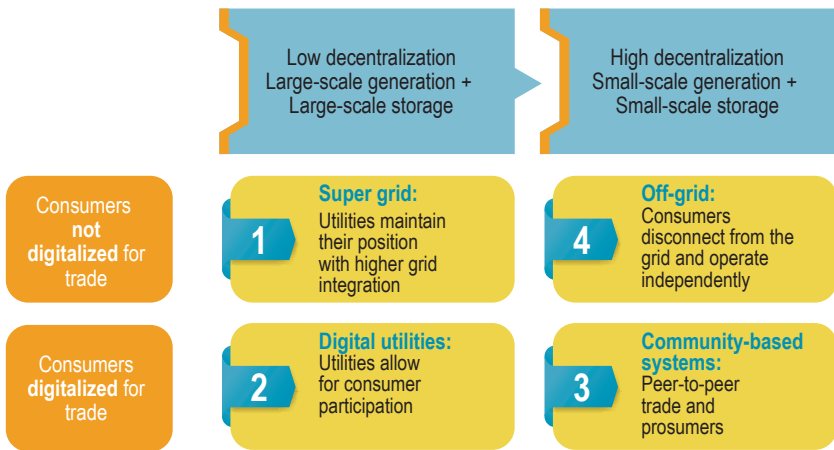 Low decentralization
Large-scale generation +
Large-scale storage
High decentralization
Small-scale generation +
Small-scale storage
Consumers
not
digitalized for
trade
1
Super grid:
Utilities maintain
their position
with higher grid
integration
4
Off-grid:
Consumers
disconnect from the
grid and operate
independently
Consumers
digitalized for
trade
2
Digital utilities:
Utilities allow
for consumer
participation
3
Community-based
systems:
Peer-to-peer
trade and
prosumers